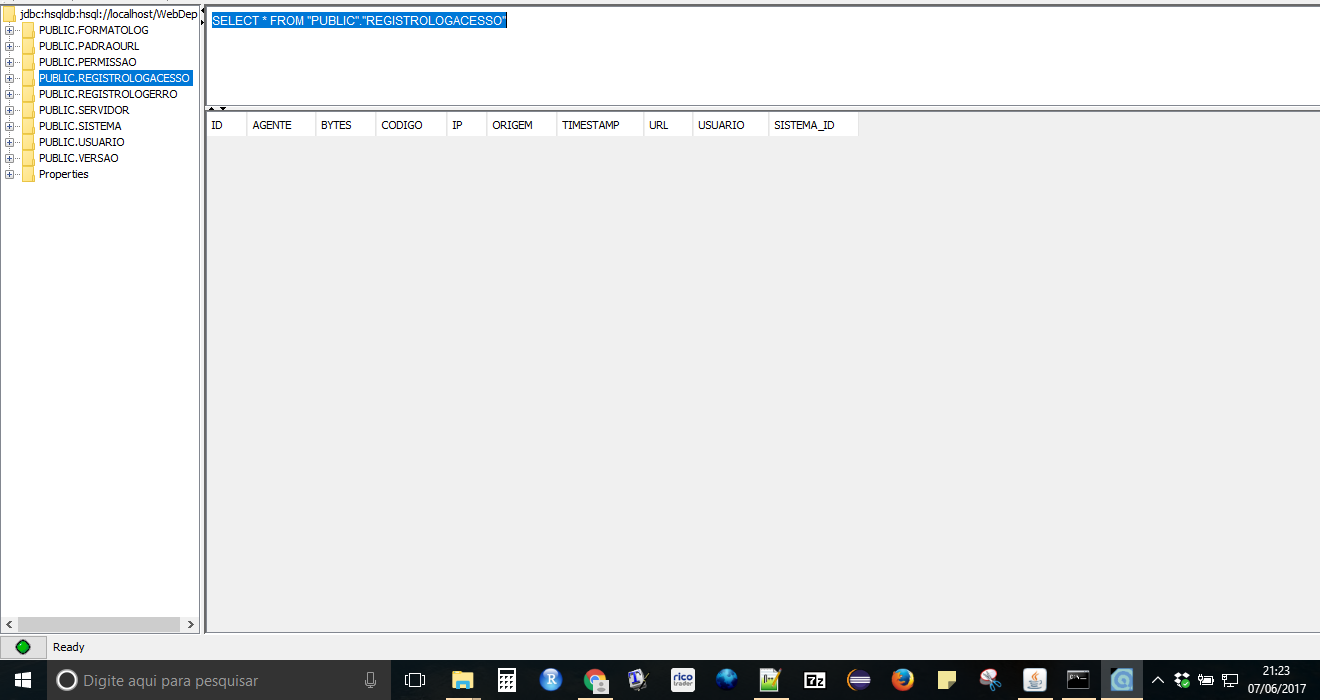 jdbc:hsqldb:hsql://localhost/WebDep
PUBLIC.FORMATOLOG
PUBLIC.PADRAOURL
PUBLIC.PERMISSAO
PUBLIC.REGISTROLOGACESSO
PUBLIC.REGISTROLOGERRO
PUBLIC.SERVIDOR
PUBLIC.SISTEMA
PUBLIC.USUARIO
PUBLIC.VERSAO
Properties
SELECT * FROM "PUBLIC"."REGISTROLOGACESSO"
ID AGENTE BYTES CODIGO IP ORIGEM TIMESTAMP URL USUARIO SISTEMA_ID
Ready
Digite aqui para pesquisar
R
rico
trader
7z
21:23
07/06/2017